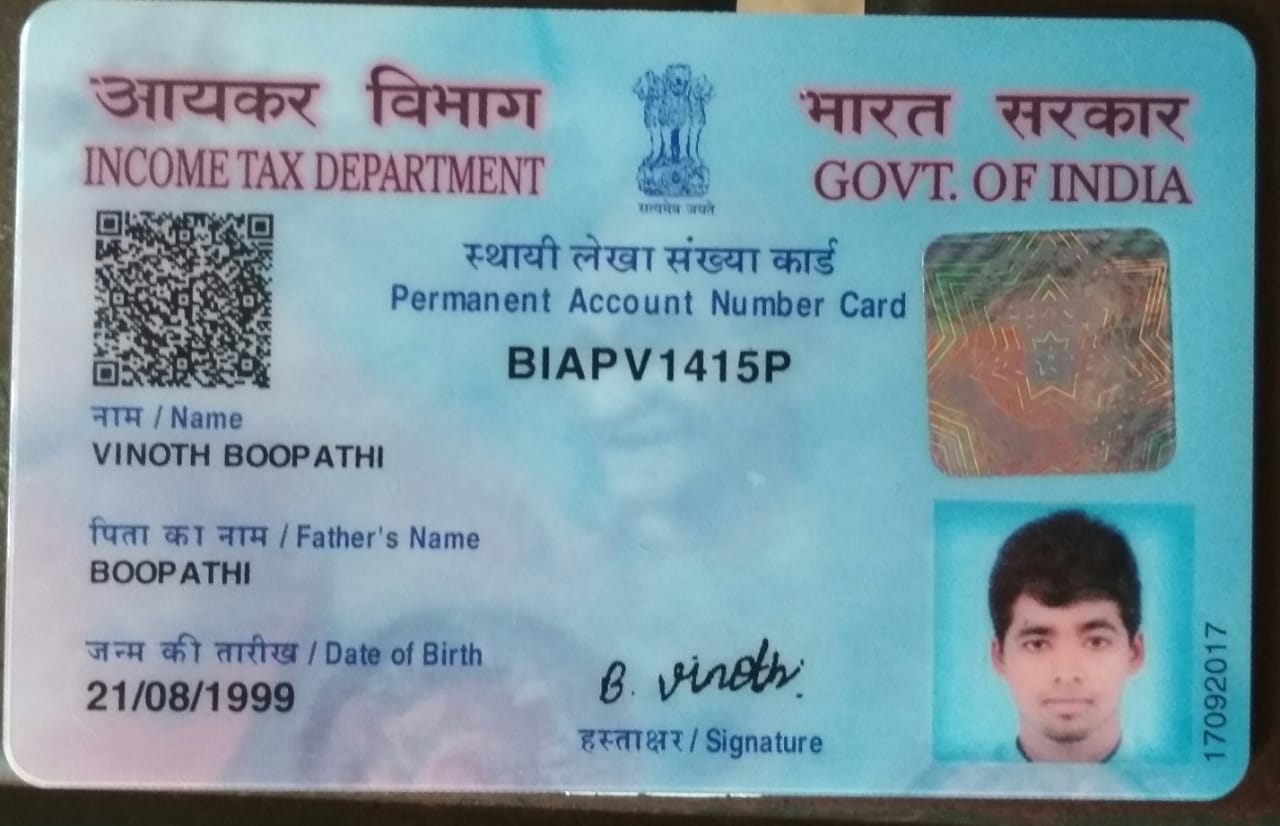 आयकर विभाग
INCOME TAX DEPARTMENT
सत्यमेव जयते
भारत सरकार
GOVT. OF INDIA
स्थायी लेखा संख्या कार्ड
Permanent Account Number Card
BIAPV1415P
नाम / Name
VINOTH BOOPATHI
पिता का नाम / Father's Name
BOOPATHI
जन्म की तारीख / Date of Birth
21/08/1999
B. Vinoth.
हस्ताक्षर / Signature
17092017